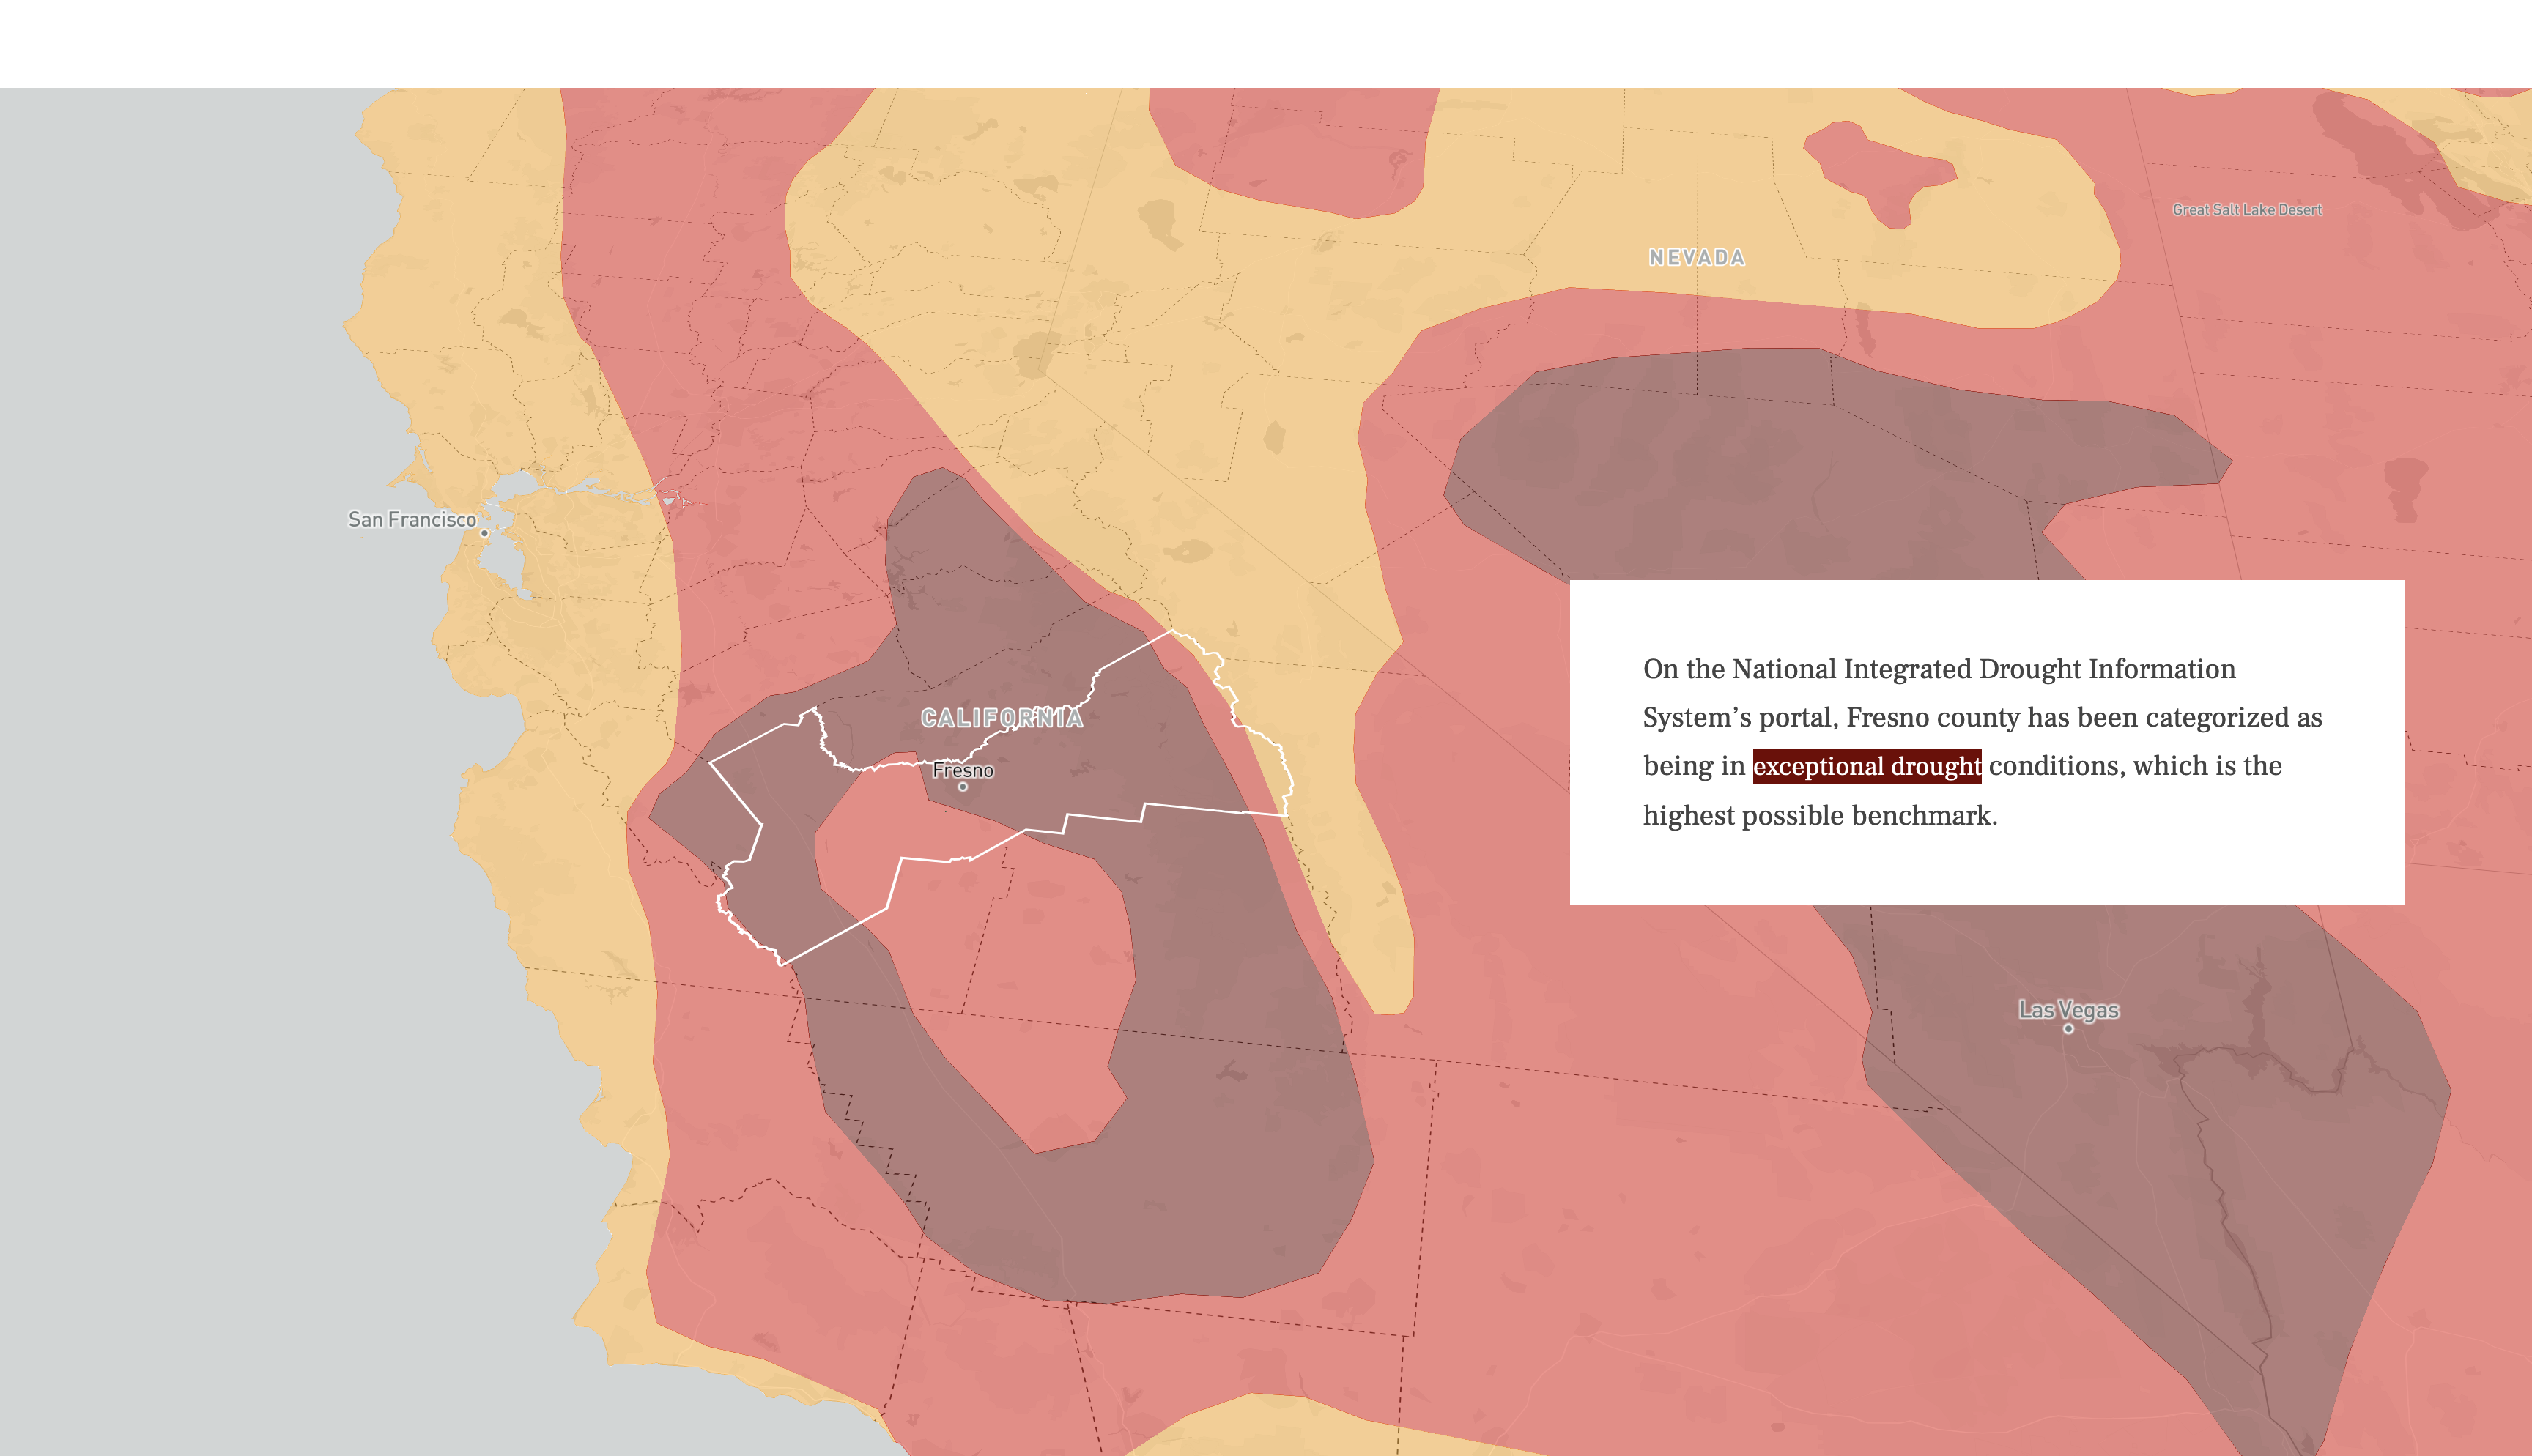 Great Salt Lake Desert
NEVADA
San Francisco
On the National Integrated Drought Information
System’s portal, Fresno county has been categorized as
being in exceptional drought conditions, which is the
highest possible benchmark.
CALIFORNIA
Fresno
Las Vegas